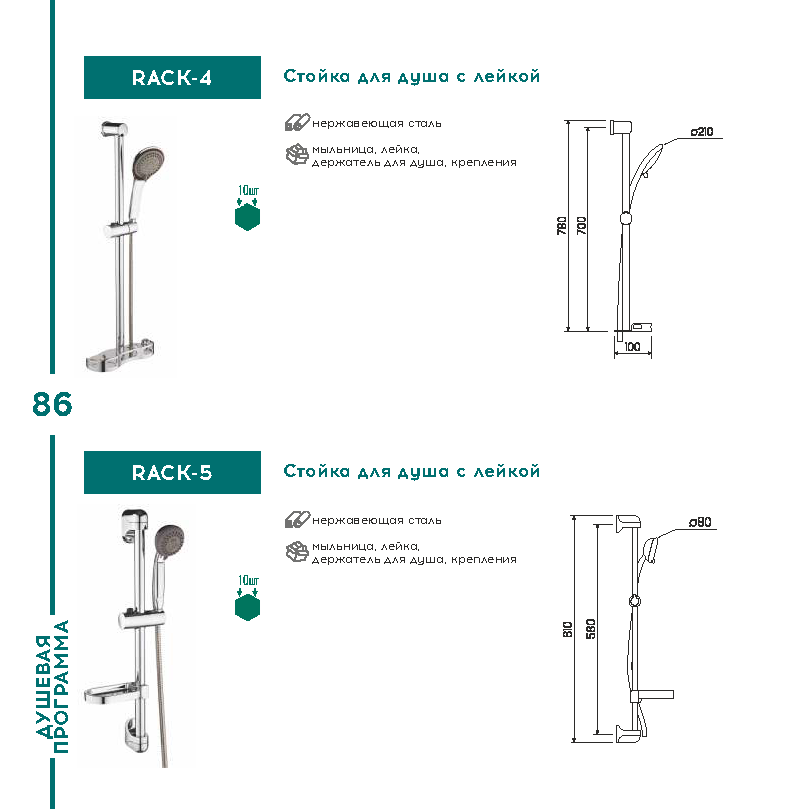 RACK-4
Стойка для душа с лейкой
нержавеющая сталь
мыльница, лейка,
держатель для душа, крепления
10шт
⌀210
780
700
100
86
RACK-5
Стойка для душа с лейкой
нержавеющая сталь
мыльница, лейка,
держатель для душа, крепления
10шт
⌀80
810
580
ДУШЕВАЯ
ПРОГРАММА